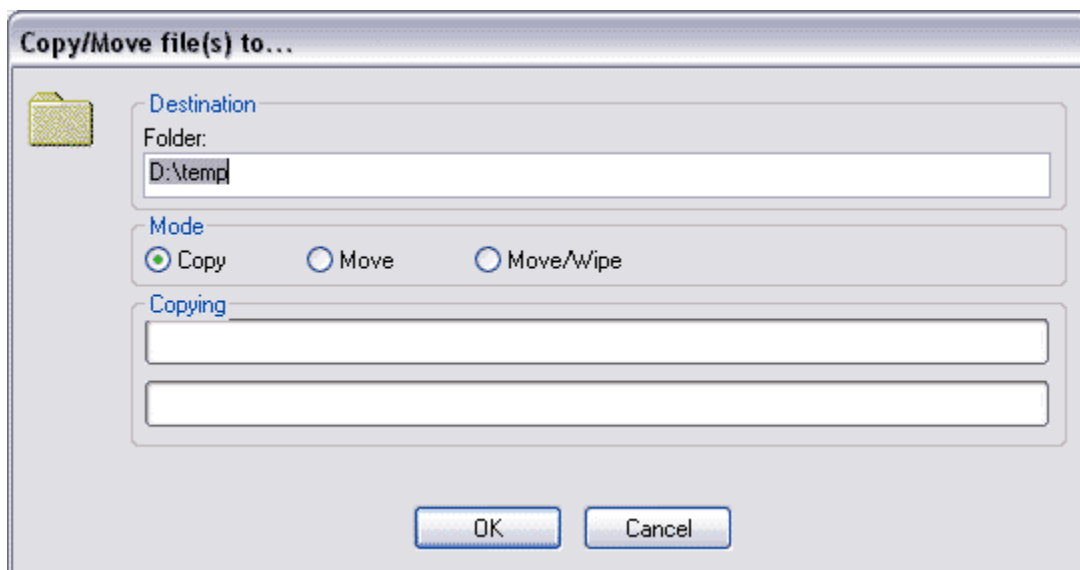 Copy/Move file(s) to...
Destination
Folder:
D:\temp
Mode
Copy Move Move/Wipe
Copying
OK Cancel